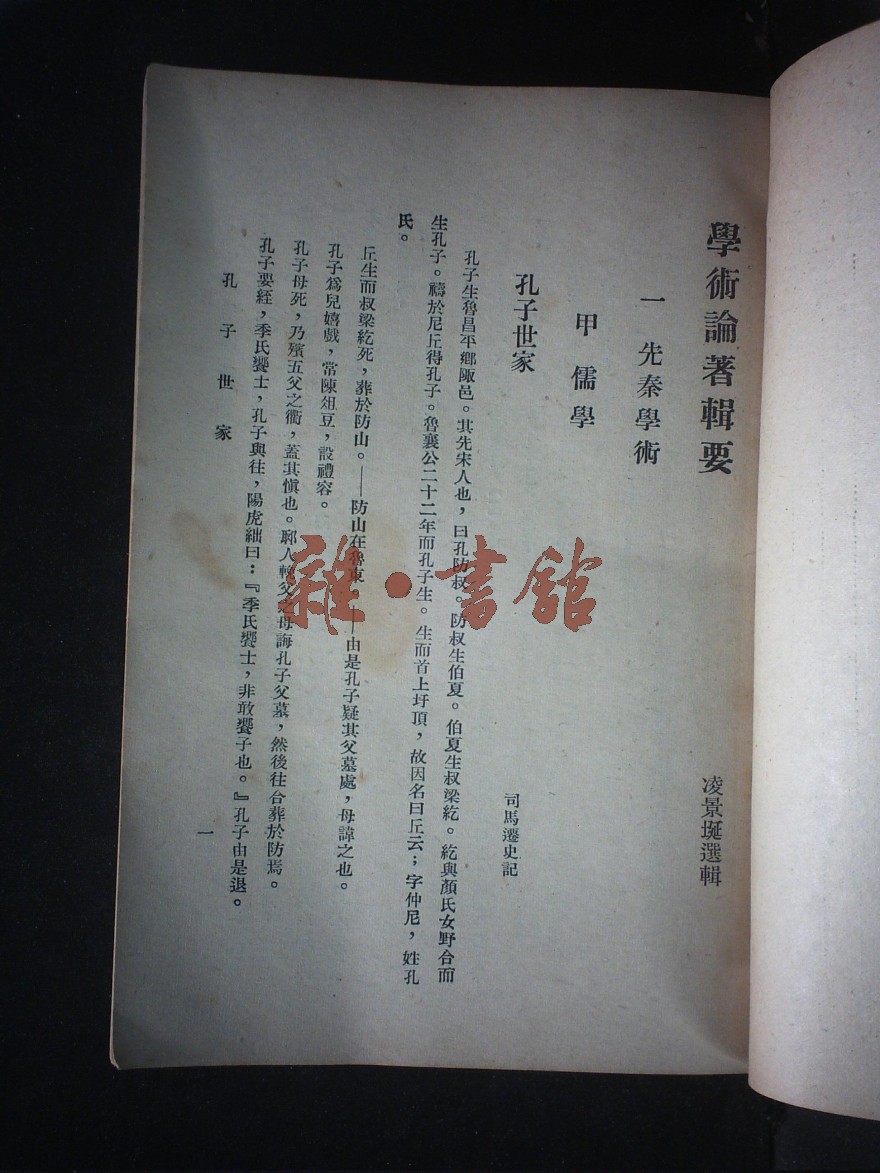 學術論著輯要
凌景埏選輯
一 先秦學術
甲 儒學
孔子世家
司馬遷史記
孔子生魯昌平鄉陬邑。其先宋人也，曰孔防叔。防叔生伯夏。伯夏生叔梁紇。紇與顏氏女野合而
生孔子。禱於尼丘得孔子。魯襄公二十二年而孔子生。生而首上圩頂，故因名曰丘云；字仲尼，姓孔
氏。
丘生而叔梁紇死，葬於防山。——防山在魯東。——由是孔子疑其父墓處，母諱之也。
孔子爲兒嬉戲，常陳俎豆，設禮容。
孔子母死，乃殯五父之衢，蓋其愼也。郰人輓父之母誨孔子父墓，然後往合葬於防焉。
孔子要絰，季氏饗士，孔子與往，陽虎絀曰：『季氏饗士，非敢饗子也。』孔子由是退。
孔子世家
一
雜·書館